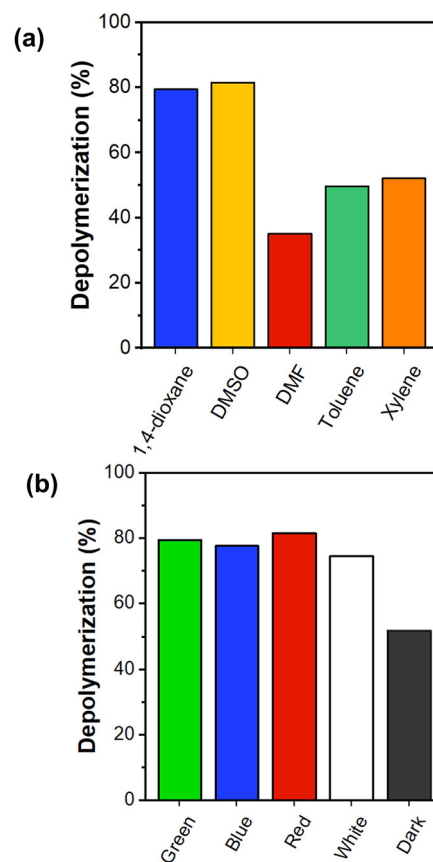 (a)
Depolymerization (%)
100
80
60
40
20
0
1,4-dioxane
DMSO
DMF
Toluene
Xylene
(b)
Depolymerization (%)
100
80
60
40
20
0
Green
Blue
Red
White
Dark